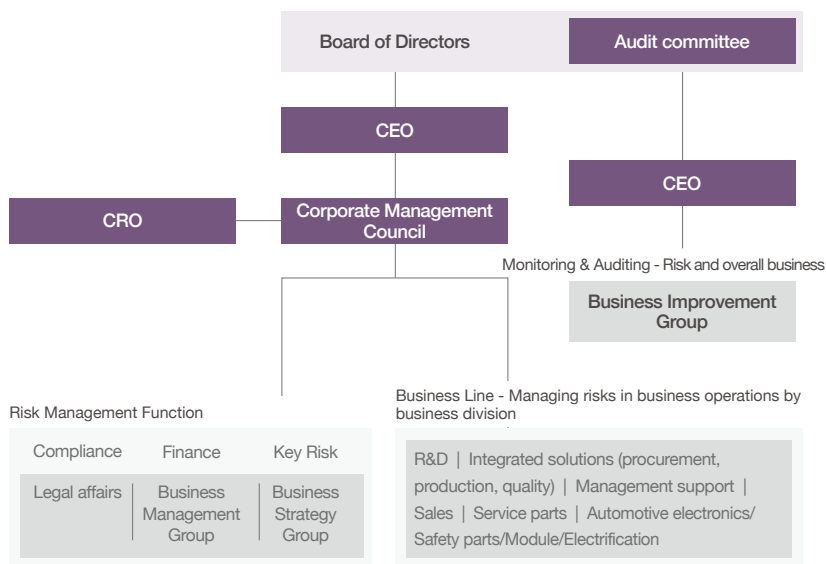 Board of Directors
Audit committee
CEO
CEO
CRO
Corporate Management
Council
Monitoring & Auditing - Risk and overall business
Business Improvement
Group
Risk Management Function
Compliance
Finance
Key Risk
Legal affairs
Business
Management
Group
Business
Strategy
Group
Business Line - Managing risks in business operations by
business division
R&D | Integrated solutions (procurement,
production, quality) | Management support |
Sales | Service parts | Automotive electronics/
Safety parts/Module/Electrification